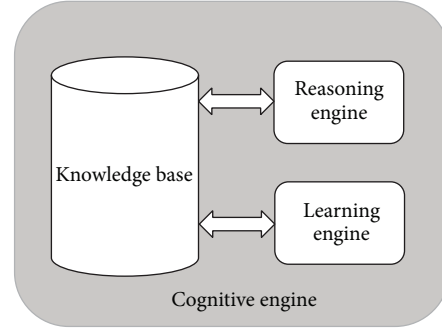 Reasoning
engine
Knowledge base
Learning
engine
Cognitive engine